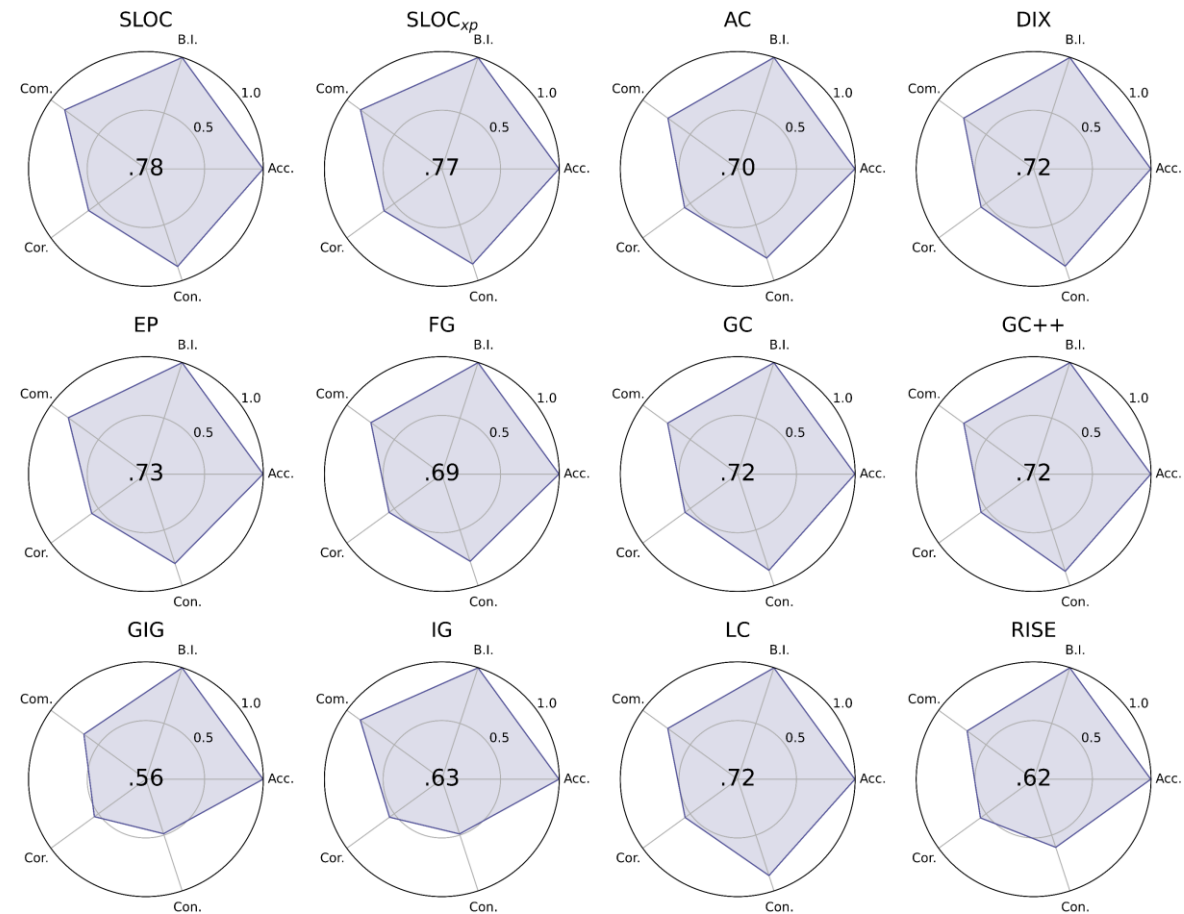 SLOC
B.I.
Com.
1.0
0.5
.78
Acc.
Cor.
Con.
SLOCxp
B.I.
Com.
1.0
0.5
.77
Acc.
Cor.
Con.
AC
B.I.
Com.
1.0
0.5
.70
Acc.
Cor.
Con.
DIX
B.I.
Com.
1.0
0.5
.72
Acc.
Cor.
Con.
EP
B.I.
Com.
1.0
0.5
.73
Acc.
Cor.
Con.
FG
B.I.
Com.
1.0
0.5
.69
Acc.
Cor.
Con.
GC
B.I.
Com.
1.0
0.5
.72
Acc.
Cor.
Con.
GC++
B.I.
Com.
1.0
0.5
.72
Acc.
Cor.
Con.
GIG
B.I.
Com.
1.0
0.5
.56
Acc.
Cor.
Con.
IG
B.I.
Com.
1.0
0.5
.63
Acc.
Cor.
Con.
LC
B.I.
Com.
1.0
0.5
.72
Acc.
Cor.
Con.
RISE
B.I.
Com.
1.0
0.5
.62
Acc.
Cor.
Con.